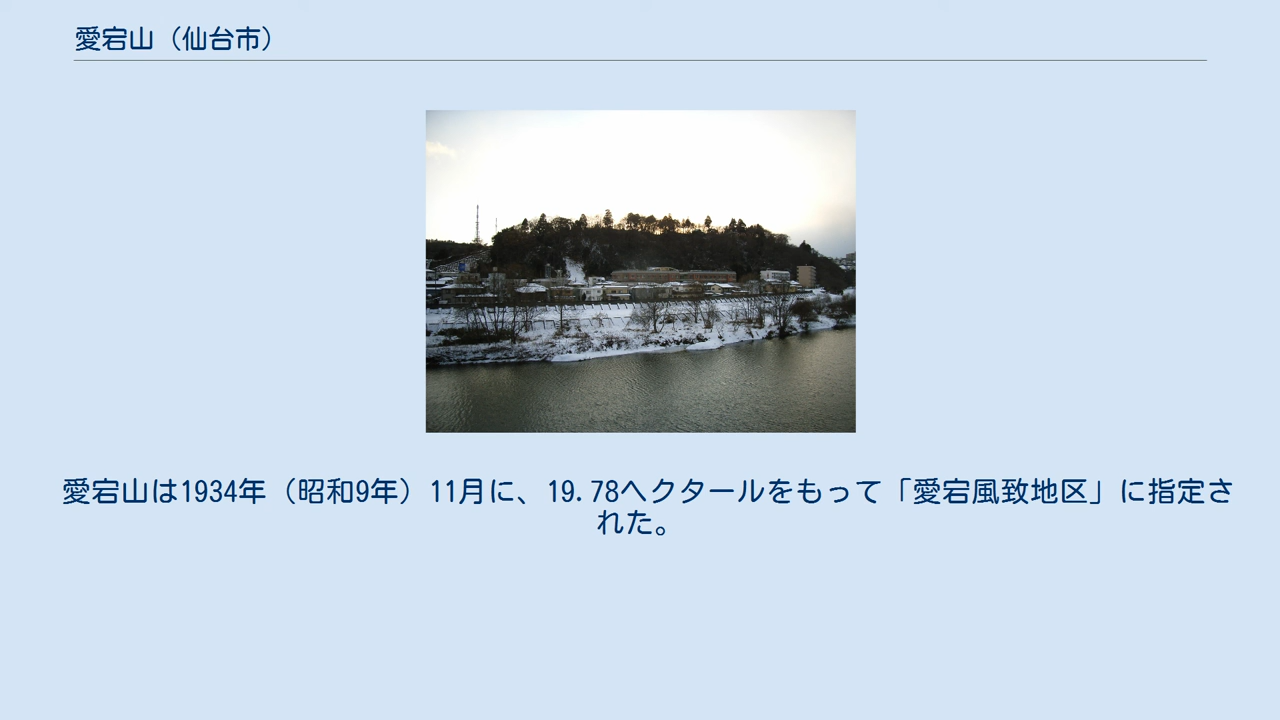 愛宕山（仙台市）
愛宕山は1934年（昭和9年）11月に、19.78ヘクタールをもって「愛宕風致地区」に指定さ
れた。